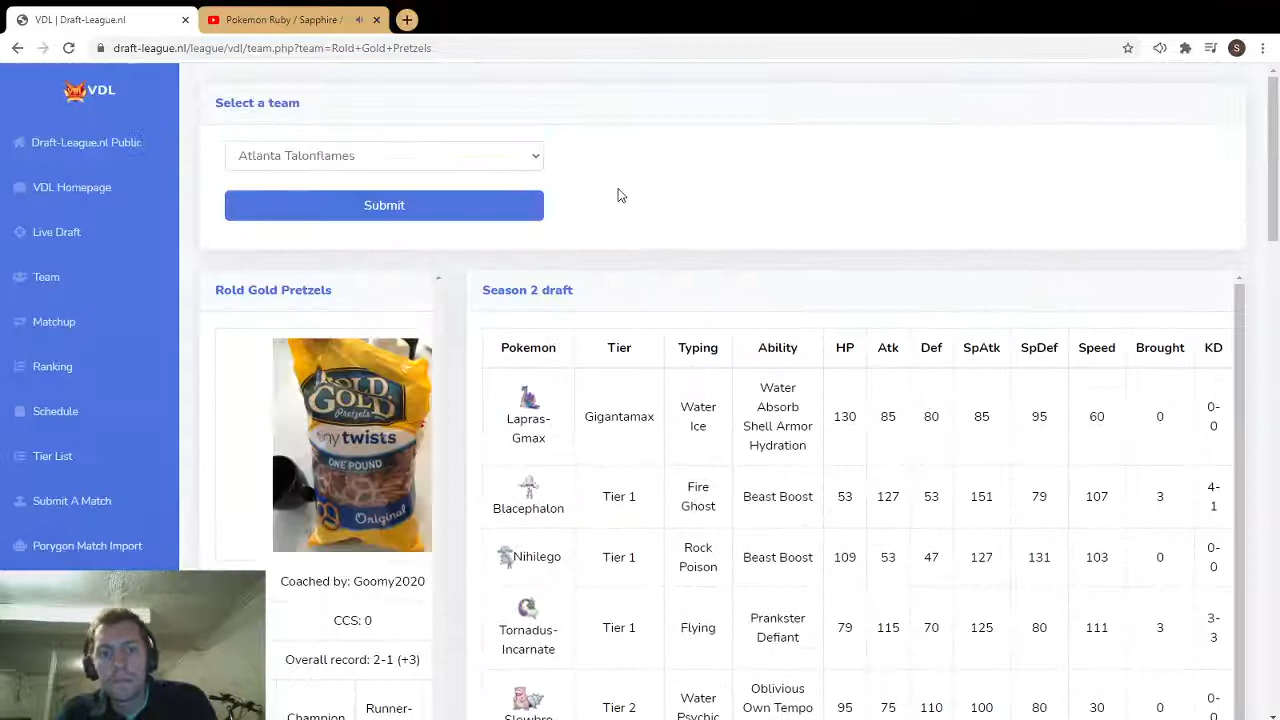 VDL | Draft-League.nl
Pokemon Ruby / Sapphire /
draft-league.nl/league/vdl/team.php?team=Rold+Gold+Pretzels
S
VDL
Draft-League.nl Public
VDL Homepage
Live Draft
Team
Matchup
Ranking
Schedule
Tier List
Submit A Match
Porygon Match Import
Select a team
Atlanta Talonflames
Submit
Rold Gold Pretzels
ROLD
GOLD
Pretzels
tiny twists
ONE POUND
Original
Coached by: Goomy2020
CCS: 0
Overall record: 2-1 (+3)
Champion
Runner-
Season 2 draft
Pokemon Tier Typing Ability HP Atk Def SpAtk SpDef Speed Brought KD
Lapras-Gmax Gigantamax Water Ice Water Absorb Shell Armor Hydration 130 85 80 85 95 60 0 0-0
Blacephalon Tier 1 Fire Ghost Beast Boost 53 127 53 151 79 107 3 4-1
Nihilego Tier 1 Rock Poison Beast Boost 109 53 47 127 131 103 0 0-0
Tornadus-Incarnate Tier 1 Flying Prankster Defiant 79 115 70 125 80 111 3 3-3
Slowbro Tier 2 Water Psychic Oblivious Own Tempo 95 75 110 100 80 30 0 0-